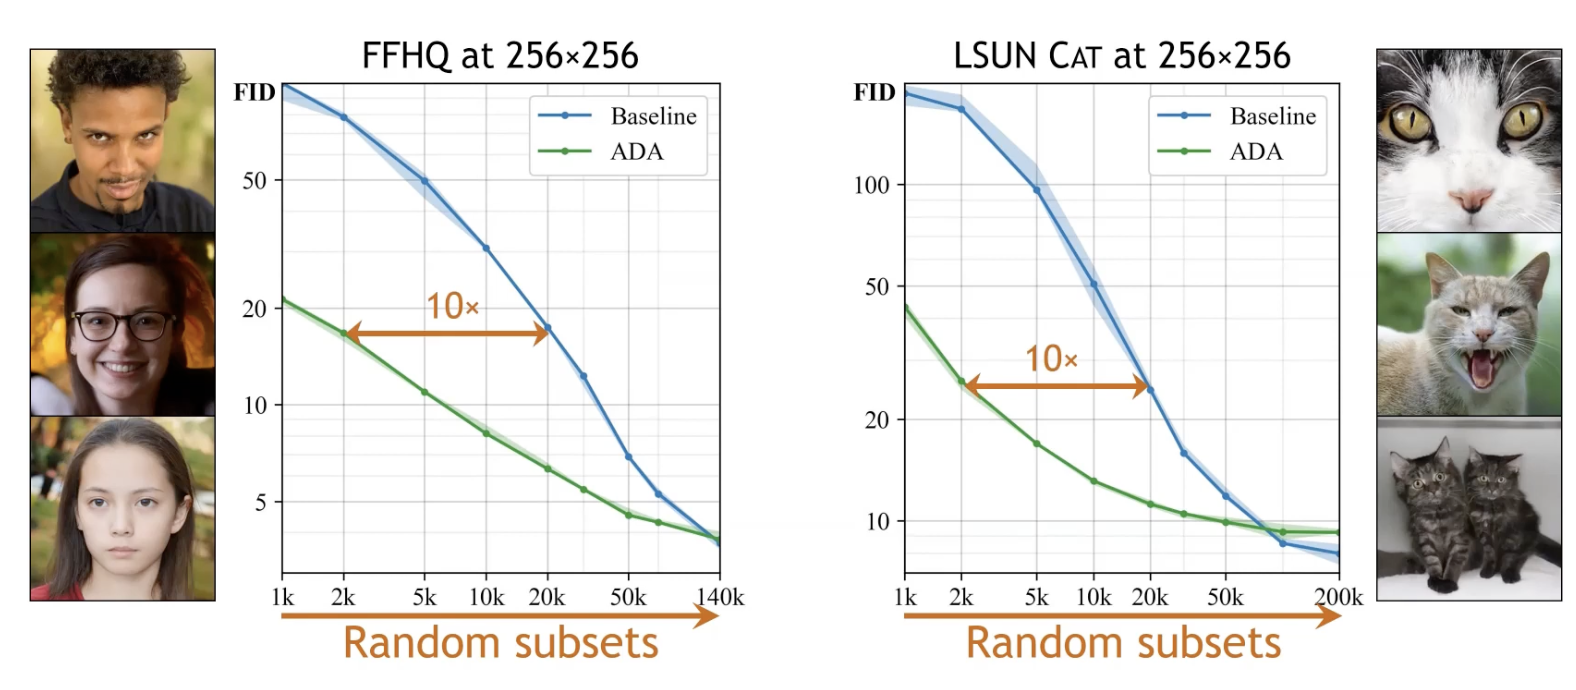 FFHQ at 256×256
FID
Baseline
ADA
50
20
10
5
10×
1k 2k 5k 10k 20k 50k 140k
Random subsets
LSUN CAT at 256×256
FID
Baseline
ADA
100
50
20
10
10×
1k 2k 5k 10k 20k 50k 200k
Random subsets